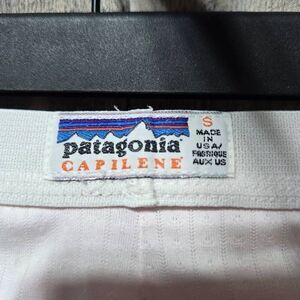 patagonia
CAPILENE
S
MADE
IN
USA/
FABRIQUE
AUX US